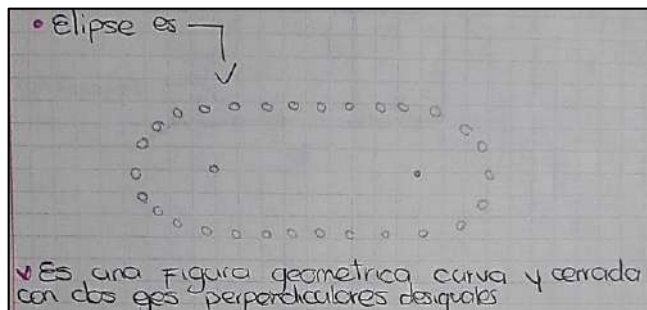 • Elipse es
✓ Es una figura geometrica curva y cerrada
con dos ejes perpendiculares desiguales